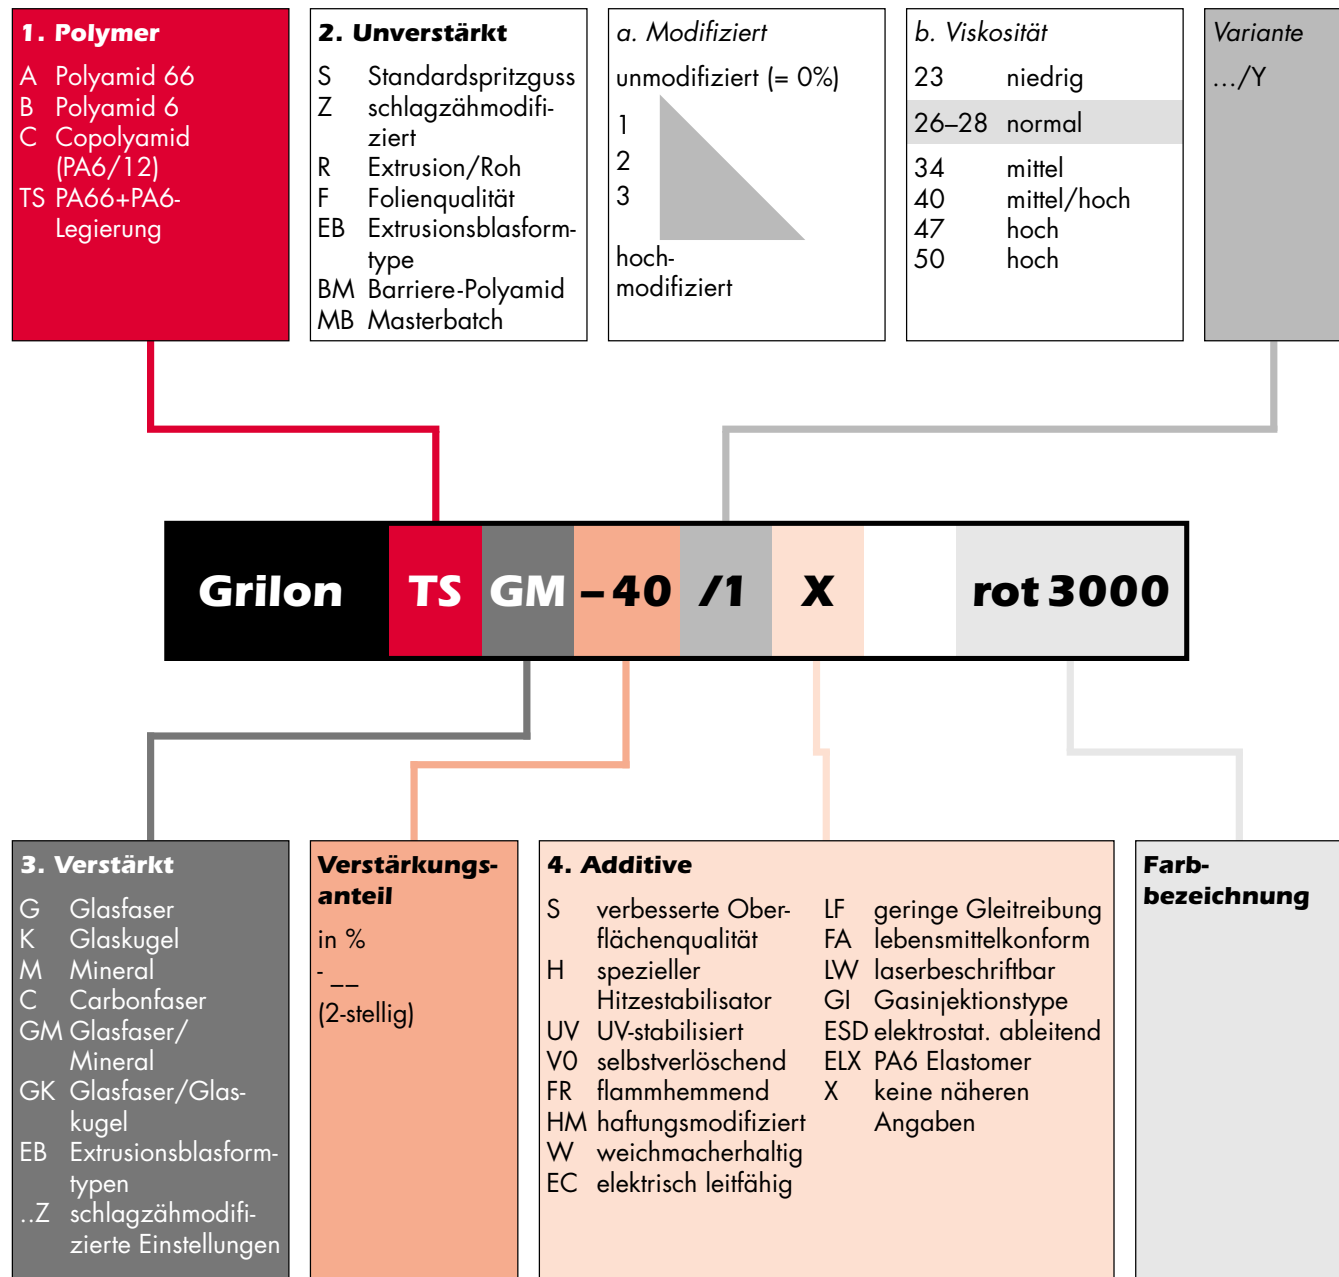 1. Polymer
A Polyamid 66
B Polyamid 6
C Copolyamid
(PA6/12)
TS PA66+PA6-
Legierung
2. Unverstärkt
S Standardspritzguss
Z schlagzähmodifi-
ziert
R Extrusion/Roh
F Folienqualität
EB Extrusionsblasform-
type
BM Barriere-Polyamid
MB Masterbatch
a. Modifiziert
unmodifiziert (= 0%)
1
2
3
hoch-
modifiziert
b. Viskosität
23 niedrig
26–28 normal
34 mittel
40 mittel/hoch
47 hoch
50 hoch
Variante
.../Y
Grilon TS GM –40 /1 X rot 3000
3. Verstärkt
G Glasfaser
K Glaskugel
M Mineral
C Carbonfaser
GM Glasfaser/
Mineral
GK Glasfaser/Glas-
kugel
EB Extrusionsblasform-
typen
..Z schlagzähmodifi-
zierte Einstellungen
Verstärkungs-
anteil
in %
- __
(2-stellig)
4. Additive
S verbesserte Ober-
flächenqualität
H spezieller
Hitzestabilisator
UV UV-stabilisiert
V0 selbstverlöschend
FR flammhemmend
HM haftungsmodifiziert
W weichmacherhaltig
EC elektrisch leitfähig
LF geringe Gleitreibung
FA lebensmittelkonform
LW laserbeschriftbar
GI Gasinjektionstype
ESD elektrostat. ableitend
ELX PA6 Elastomer
X keine näheren
Angaben
Farb-
bezeichnung